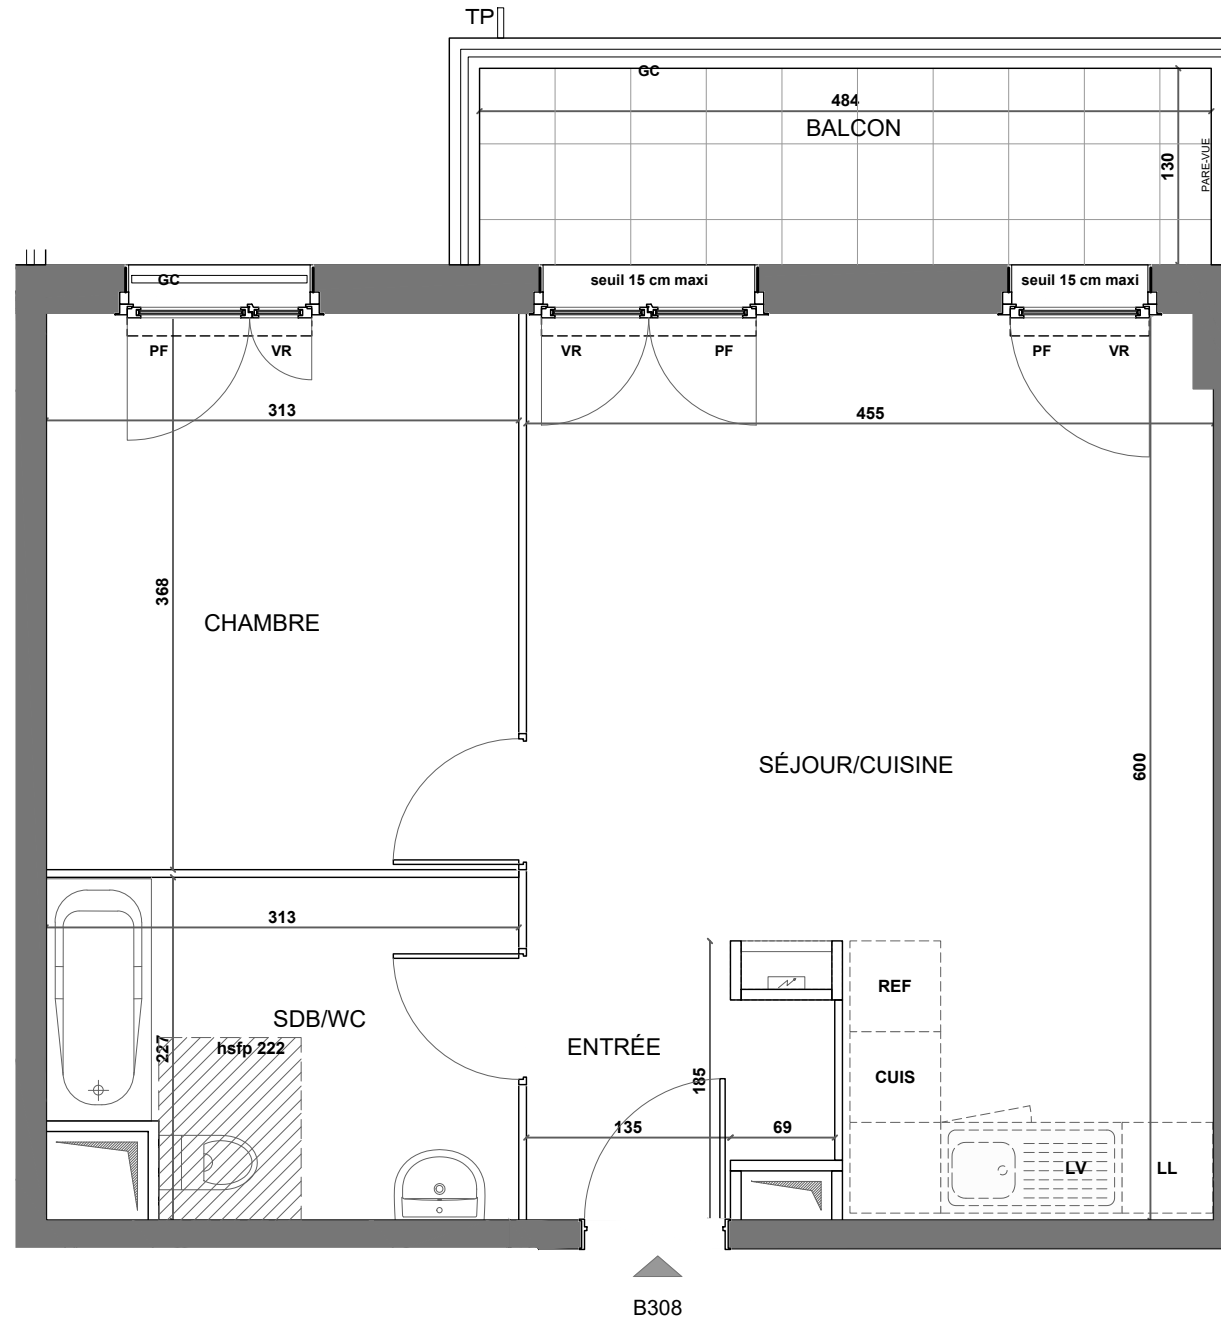 TP
GC
484
BALCON
130
PARE-VUE
GC
seuil 15 cm maxi
seuil 15 cm maxi
PF
VR
VR
PF
PF
VR
313
455
368
CHAMBRE
SÉJOUR/CUISINE
600
313
REF
SDB/WC
hsfp 222
227
ENTRÉE
185
CUIS
135
69
LV
LL
B308